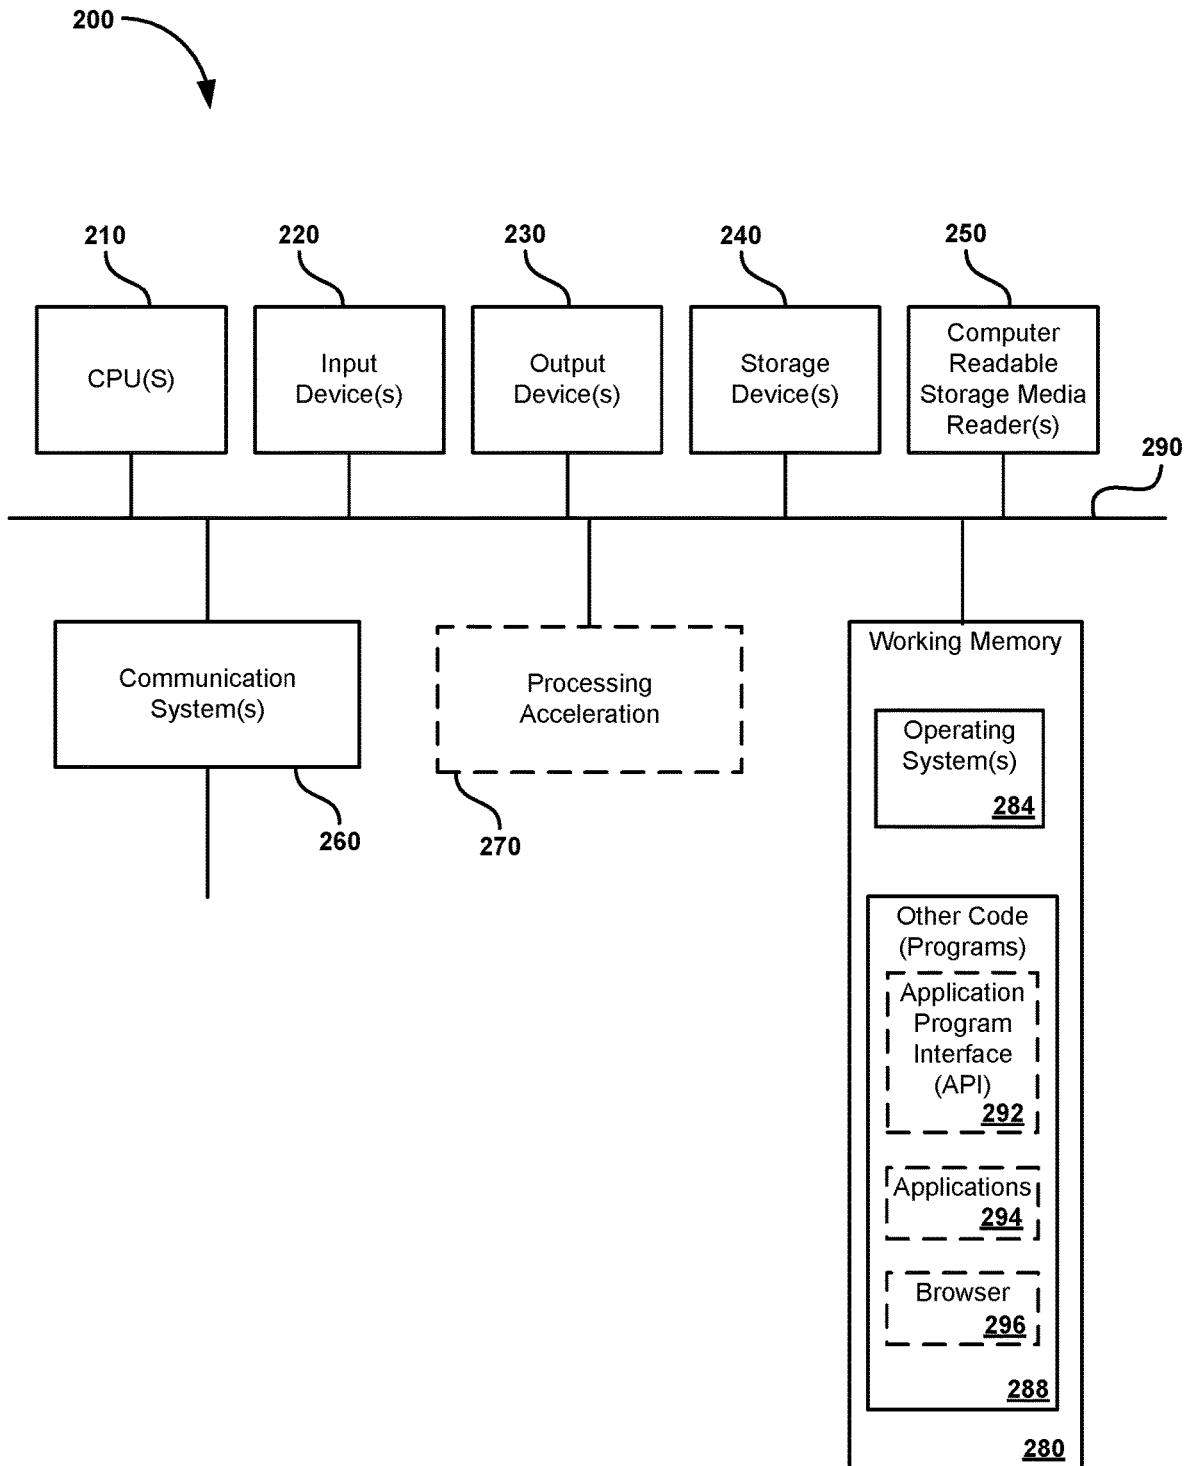 200
210
220
230
240
250
CPU(S)
Input
Device(s)
Output
Device(s)
Storage
Device(s)
Computer
Readable
Storage Media
Reader(s)
290
Communication
System(s)
260
Processing
Acceleration
270
Working Memory
Operating
System(s)
284
Other Code
(Programs)
Application
Program
Interface
(API)
292
Applications
294
Browser
296
288
280